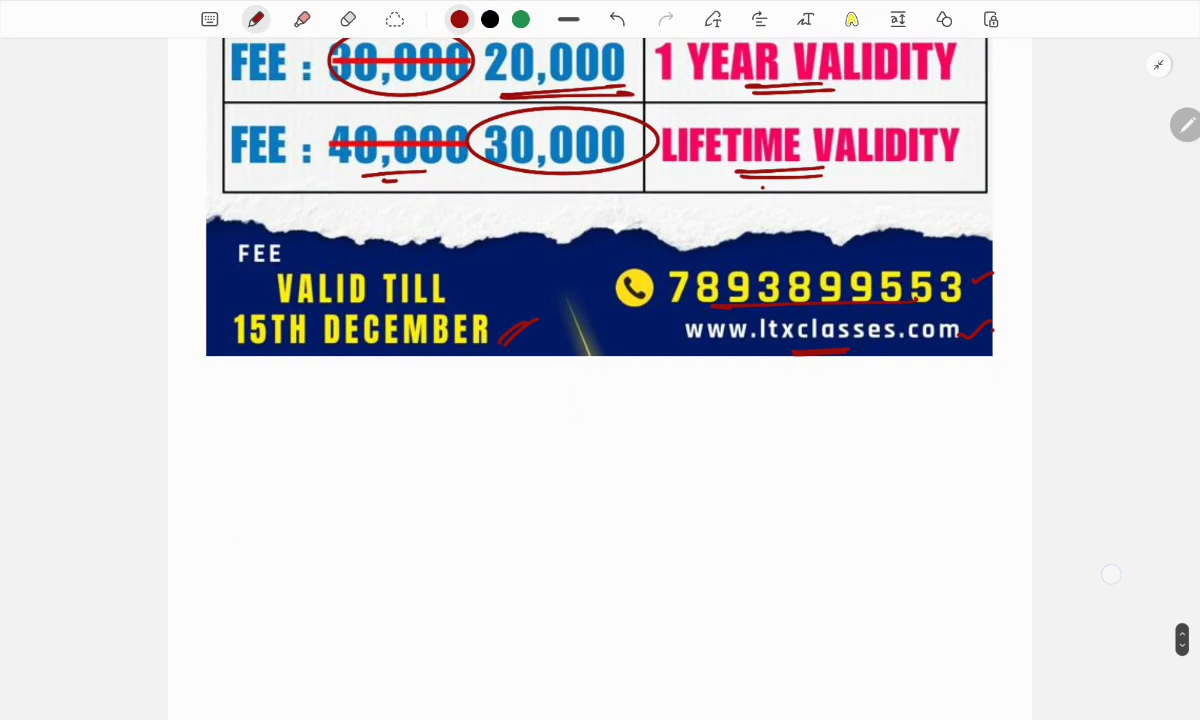 FEE : 30,000 20,000 1 YEAR VALIDITY
FEE : 40,000 30,000 LIFETIME VALIDITY
FEE
VALID TILL
15TH DECEMBER
7893899553
www.ltxclasses.com